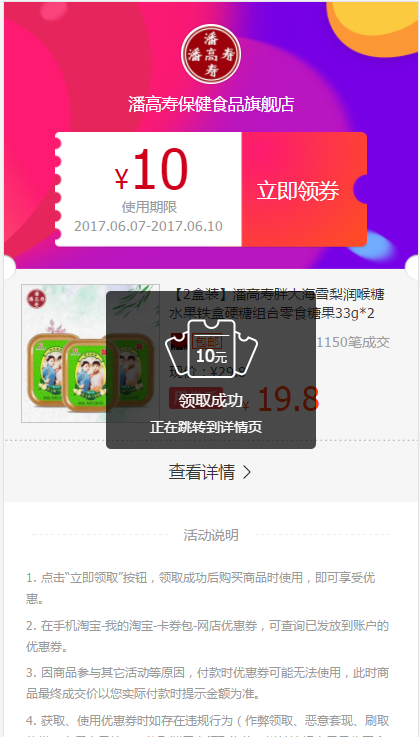 潘
潘高寿
寿
潘高寿保健食品旗舰店
¥10
使用期限
2017.06.07-2017.06.10
立即领券
【2盒装】潘高寿胖大海雪梨润喉糖
水果铁盒硬糖组合零食糖果33g*2
包邮
1150笔成交
10元
现价：¥29.8
¥ 19.8
领取成功
正在跳转到详情页
查看详情
活动说明
1. 点击“立即领取”按钮，领取成功后购买商品时使用，即可享受优
惠。
2. 在手机淘宝-我的淘宝-卡券包-网店优惠券，可查询已发放到账户的
优惠券。
3. 因商品参与其它活动等原因，付款时优惠券可能无法使用，此时商
品最终成交价以您实际付款时提示金额为准。
4. 获取、使用优惠券时如存在违规行为（作弊领取、恶意套现、刷取